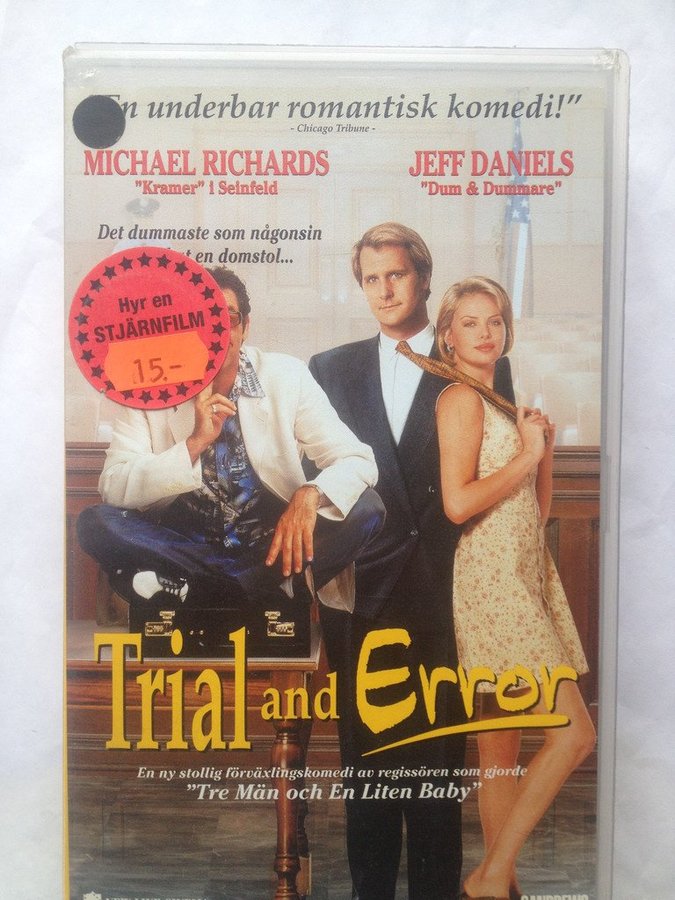 En underbar romantisk komedi!"
- Chicago Tribune -
MICHAEL RICHARDS
"Kramer" i Seinfeld
JEFF DANIELS
"Dum & Dummare"
Det dummaste som någonsin
en domstol...
Hyr en
STJÄRNFILM
15.-
Trial and Error
En ny stollig förväxlingskomedi av regissören som gjorde
"Tre Män och En Liten Baby"